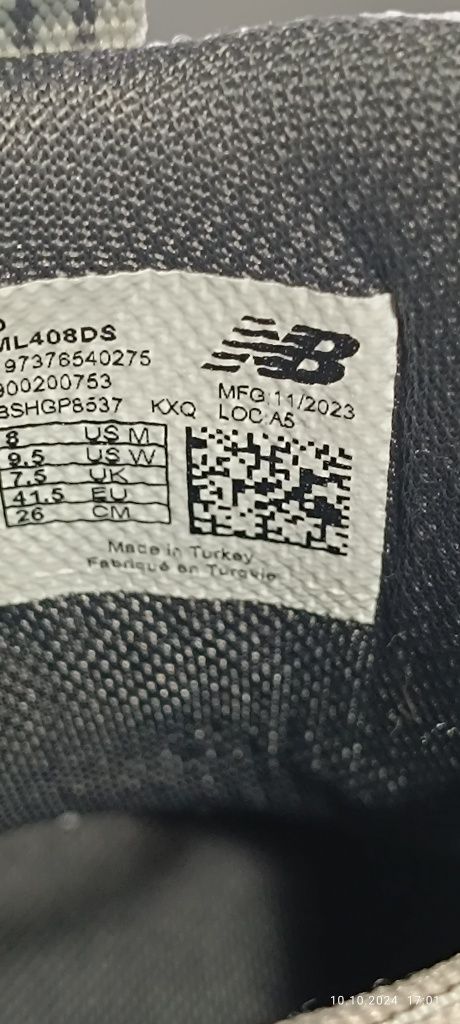 ML408DS
97376540275
900200753
BSHGP8537 KXQ
NB
MFG:11/2023
LOC:A5
8 US M
9.5 US W
7.5 UK
41.5 EU
26 CM
Made in Turkey
Fabriqué en Turquie
10.10.2024 17:01